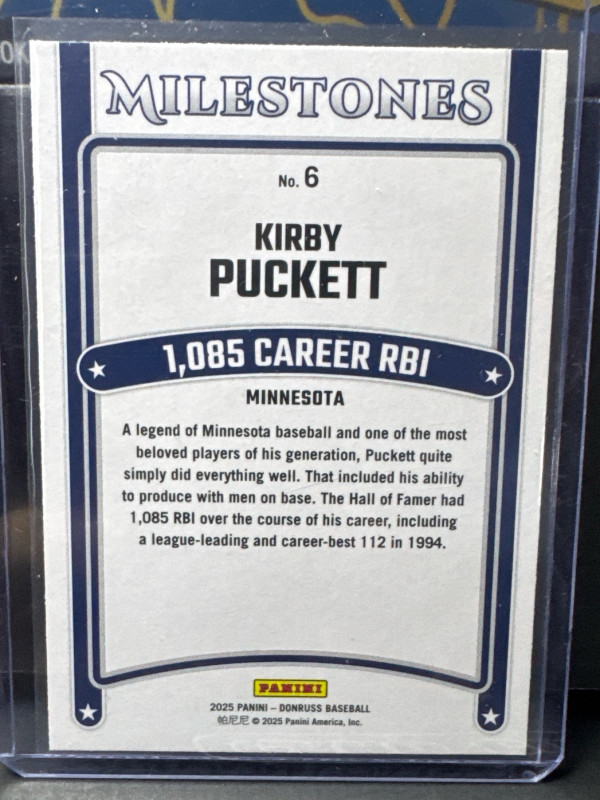 MILESTONES
No. 6
KIRBY
PUCKETT
1,085 CAREER RBI
MINNESOTA
A legend of Minnesota baseball and one of the most
beloved players of his generation, Puckett quite
simply did everything well. That included his ability
to produce with men on base. The Hall of Famer had
1,085 RBI over the course of his career, including
a league-leading and career-best 112 in 1994.
PANINI
2025 PANINI – DONRUSS BASEBALL
帕尼尼 © 2025 Panini America, Inc.